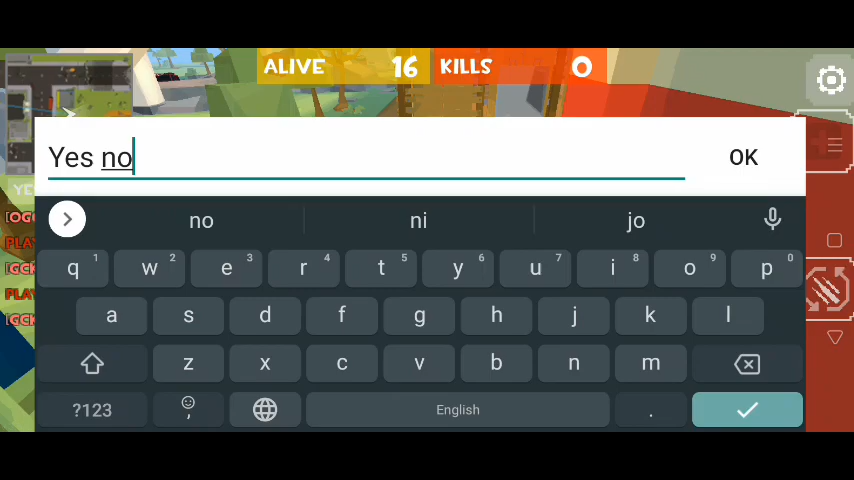 ALIVE 16 KILLS 0
Yes no
OK
no ni jo
q 1 w 2 e 3 r 4 t 5 y 6 u 7 i 8 o 9 p 0
a s d f g h j k l
z x c v b n m
?123 , English .